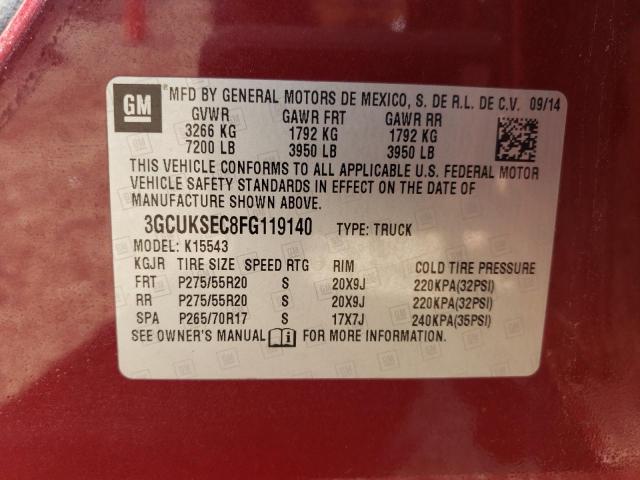 GM MFD BY GENERAL MOTORS DE MEXICO, S. DE R.L. DE C.V. 09/14
GVWR GAWR FRT GAWR RR
3266 KG 1792 KG 1792 KG
7200 LB 3950 LB 3950 LB
THIS VEHICLE CONFORMS TO ALL APPLICABLE U.S. FEDERAL MOTOR
VEHICLE SAFETY STANDARDS IN EFFECT ON THE DATE OF
MANUFACTURE SHOWN ABOVE.
3GCUKSEC8FG119140 TYPE: TRUCK
MODEL: K15543
KGJR TIRE SIZE SPEED RTG RIM COLD TIRE PRESSURE
FRT P275/55R20 S 20X9J 220KPA(32PSI)
RR P275/55R20 S 20X9J 220KPA(32PSI)
SPA P265/70R17 S 17X7J 240KPA(35PSI)
SEE OWNER'S MANUAL FOR MORE INFORMATION.